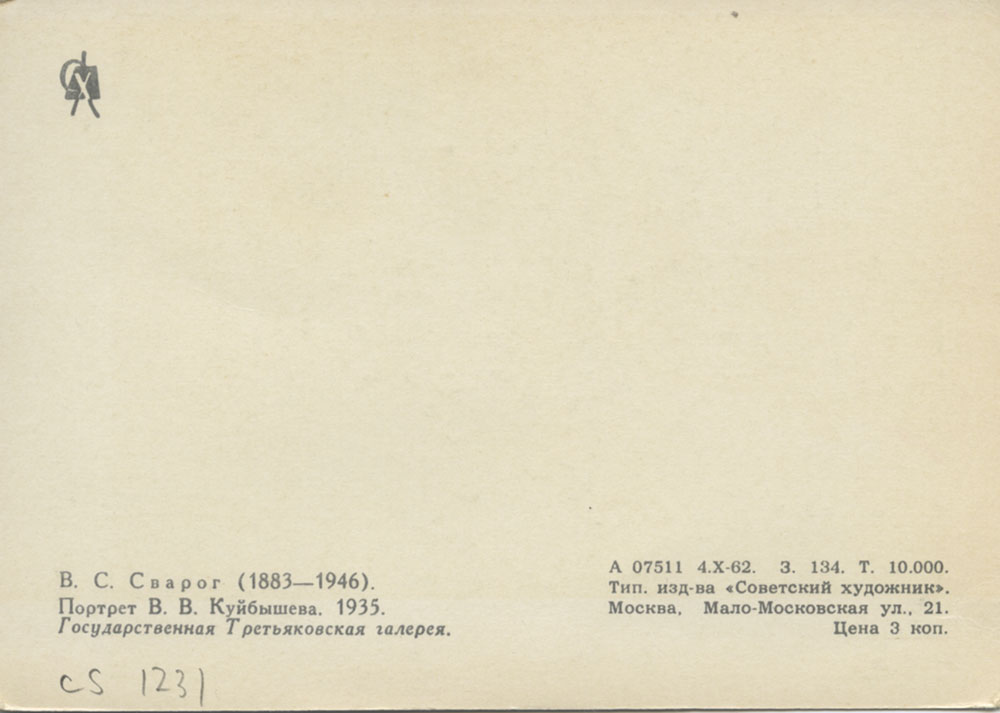 СХ
В. С. Сварог (1883—1946).
Портрет В. В. Куйбышева. 1935.
Государственная Третьяковская галерея.
А 07511 4.X-62. З. 134. Т. 10.000.
Тип. изд-ва «Советский художник».
Москва, Мало-Московская ул., 21.
Цена 3 коп.
cs 1231